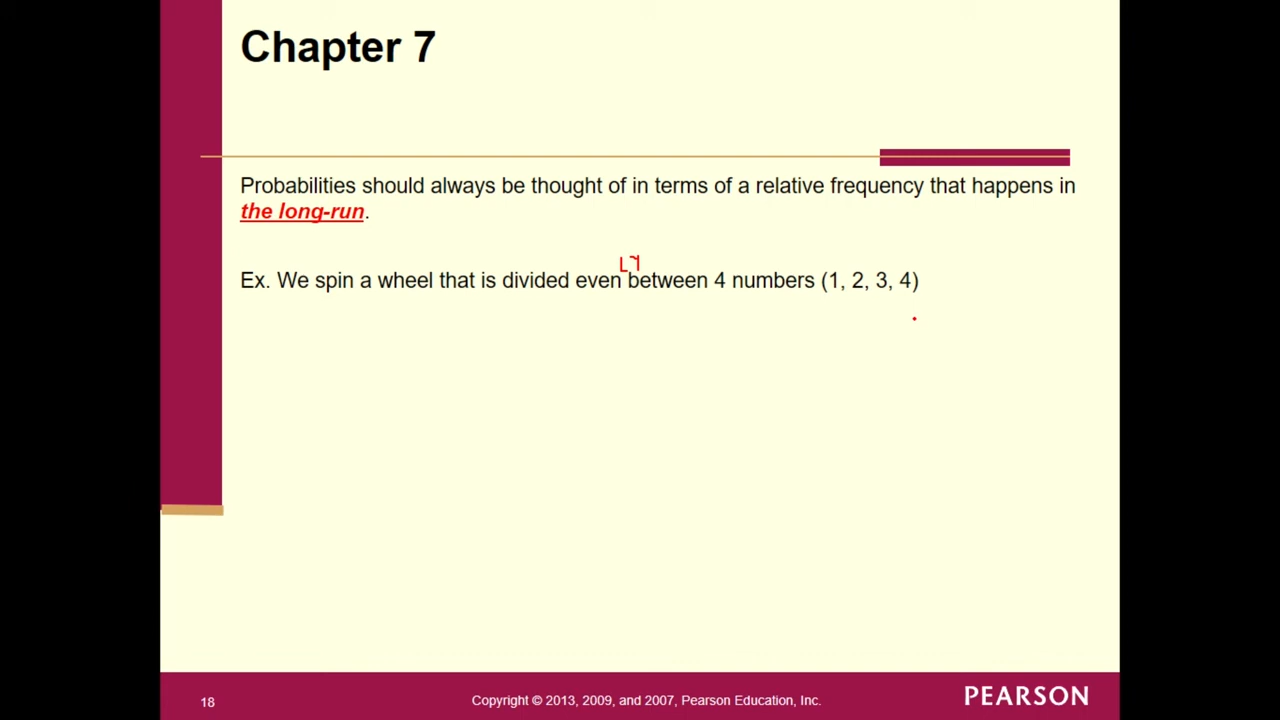 Chapter 7
Probabilities should always be thought of in terms of a relative frequency that happens in
the long-run.
Ex. We spin a wheel that is divided even between 4 numbers (1, 2, 3, 4)
18
Copyright © 2013, 2009, and 2007, Pearson Education, Inc.
PEARSON